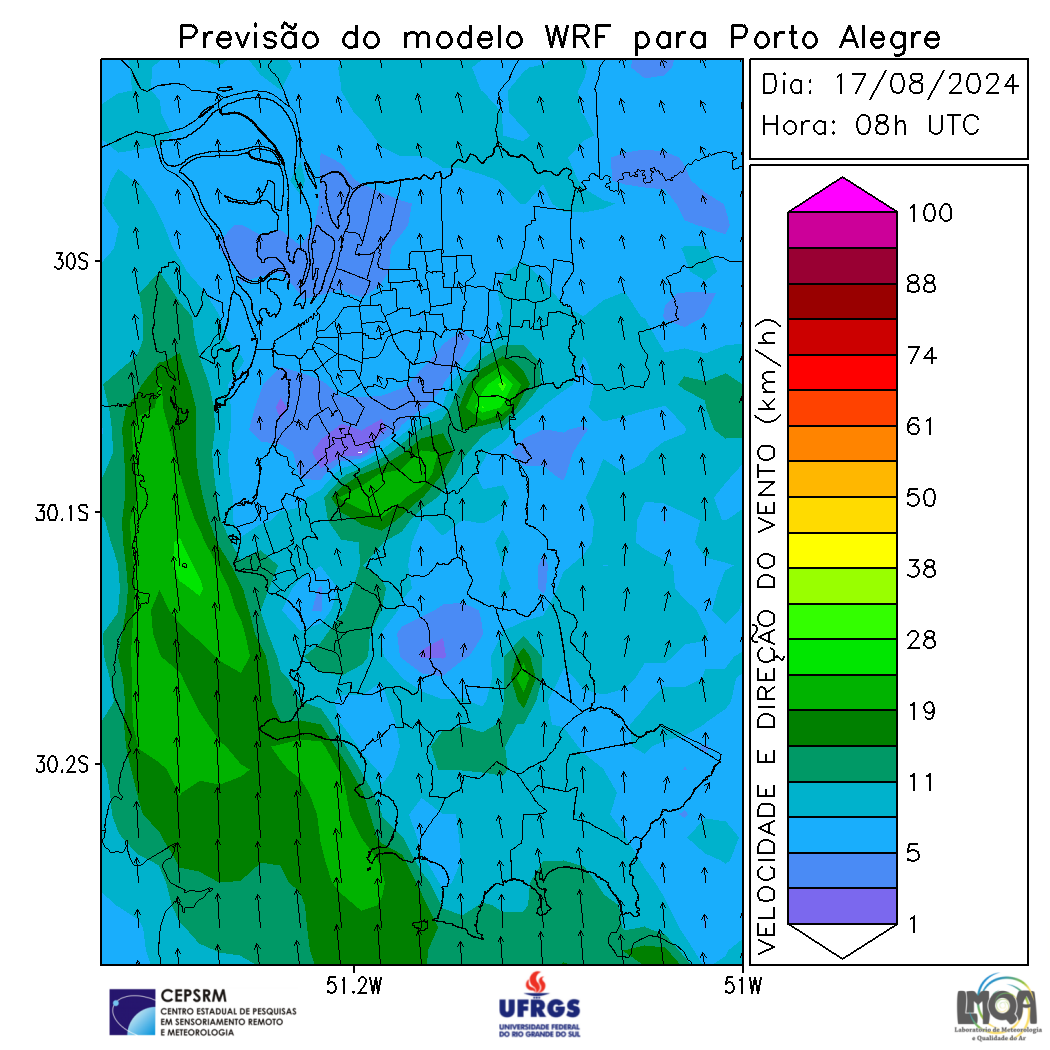 Previsão do modelo WRF para Porto Alegre
Dia: 17/08/2024
Hora: 08h UTC
30S
30.1S
30.2S
51.2W
51W
VELOCIDADE E DIREÇÃO DO VENTO (km/h)
100
88
74
61
50
38
28
19
11
5
1
CEPSRM
CENTRO ESTADUAL DE PESQUISAS
EM SENSORIAMENTO REMOTO
E METEOROLOGIA
UFRGS
UNIVERSIDADE FEDERAL
DO RIO GRANDE DO SUL
LMQA
Laboratório de Meteorologia
e Qualidade do Ar